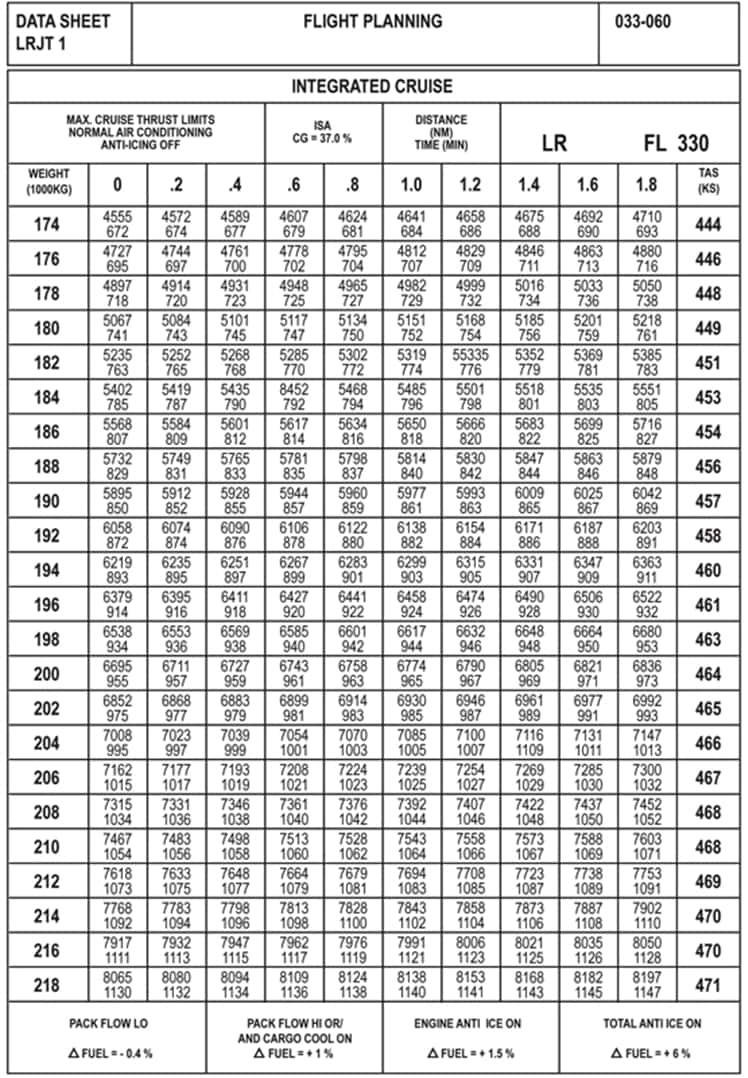 DATA SHEET
LRJT 1
FLIGHT PLANNING
033-060
INTEGRATED CRUISE
MAX. CRUISE THRUST LIMITS
NORMAL AIR CONDITIONING
ANTI-ICING OFF
ISA
CG = 37.0 %
DISTANCE
(NM)
TIME (MIN)
LR FL 330
WEIGHT
(1000KG)
0 .2 .4 .6 .8 1.0 1.2 1.4 1.6 1.8
TAS
(KS)
174
4555 4572 4589 4607 4624 4641 4658 4675 4692 4710
672 674 677 679 681 684 686 688 690 693
444
176
4727 4744 4761 4778 4795 4812 4829 4846 4863 4880
695 697 700 702 704 707 709 711 713 716
446
178
4897 4914 4931 4948 4965 4982 4999 5016 5033 5050
718 720 723 725 727 729 732 734 736 738
448
180
5067 5084 5101 5117 5134 5151 5168 5185 5201 5218
741 743 745 747 750 752 754 756 759 761
449
182
5235 5252 5268 5285 5302 5319 55335 5352 5369 5385
763 765 768 770 772 774 776 779 781 783
451
184
5402 5419 5435 8452 5468 5485 5501 5518 5535 5551
785 787 790 792 794 796 798 801 803 805
453
186
5568 5584 5601 5617 5634 5650 5666 5683 5699 5716
807 809 812 814 816 818 820 822 825 827
454
188
5732 5749 5765 5781 5798 5814 5830 5847 5863 5879
829 831 833 835 837 840 842 844 846 848
456
190
5895 5912 5928 5944 5960 5977 5993 6009 6025 6042
850 852 855 857 859 861 863 865 867 869
457
192
6058 6074 6090 6106 6122 6138 6154 6171 6187 6203
872 874 876 878 880 882 884 886 888 891
458
194
6219 6235 6251 6267 6283 6299 6315 6331 6347 6363
893 895 897 899 901 903 905 907 909 911
460
196
6379 6395 6411 6427 6441 6458 6474 6490 6506 6522
914 916 918 920 922 924 926 928 930 932
461
198
6538 6553 6569 6585 6601 6617 6632 6648 6664 6680
934 936 938 940 942 944 946 948 950 953
463
200
6695 6711 6727 6743 6758 6774 6790 6805 6821 6836
955 957 959 961 963 965 967 969 971 973
464
202
6852 6868 6883 6899 6914 6930 6946 6961 6977 6992
975 977 979 981 983 985 987 989 991 993
465
204
7008 7023 7039 7054 7070 7085 7100 7116 7131 7147
995 997 999 1001 1003 1005 1007 1109 1011 1013
466
206
7162 7177 7193 7208 7224 7239 7254 7269 7285 7300
1015 1017 1019 1021 1023 1025 1027 1029 1030 1032
467
208
7315 7331 7346 7361 7376 7392 7407 7422 7437 7452
1034 1036 1038 1040 1042 1044 1046 1048 1050 1052
468
210
7467 7483 7498 7513 7528 7543 7558 7573 7588 7603
1054 1056 1058 1060 1062 1064 1066 1067 1069 1071
468
212
7618 7633 7648 7664 7679 7694 7708 7723 7738 7753
1073 1075 1077 1079 1081 1083 1085 1087 1089 1091
469
214
7768 7783 7798 7813 7828 7843 7858 7873 7887 7902
1092 1094 1096 1098 1100 1102 1104 1106 1108 1110
470
216
7917 7932 7947 7962 7976 7991 8006 8021 8035 8050
1111 1113 1115 1117 1119 1121 1123 1125 1126 1128
470
218
8065 8080 8094 8109 8124 8138 8153 8168 8182 8197
1130 1132 1134 1136 1138 1140 1141 1143 1145 1147
471
PACK FLOW LO
Δ FUEL = - 0.4 %
PACK FLOW HI OR/
AND CARGO COOL ON
Δ FUEL = + 1 %
ENGINE ANTI ICE ON
Δ FUEL = + 1.5 %
TOTAL ANTI ICE ON
Δ FUEL = + 6 %